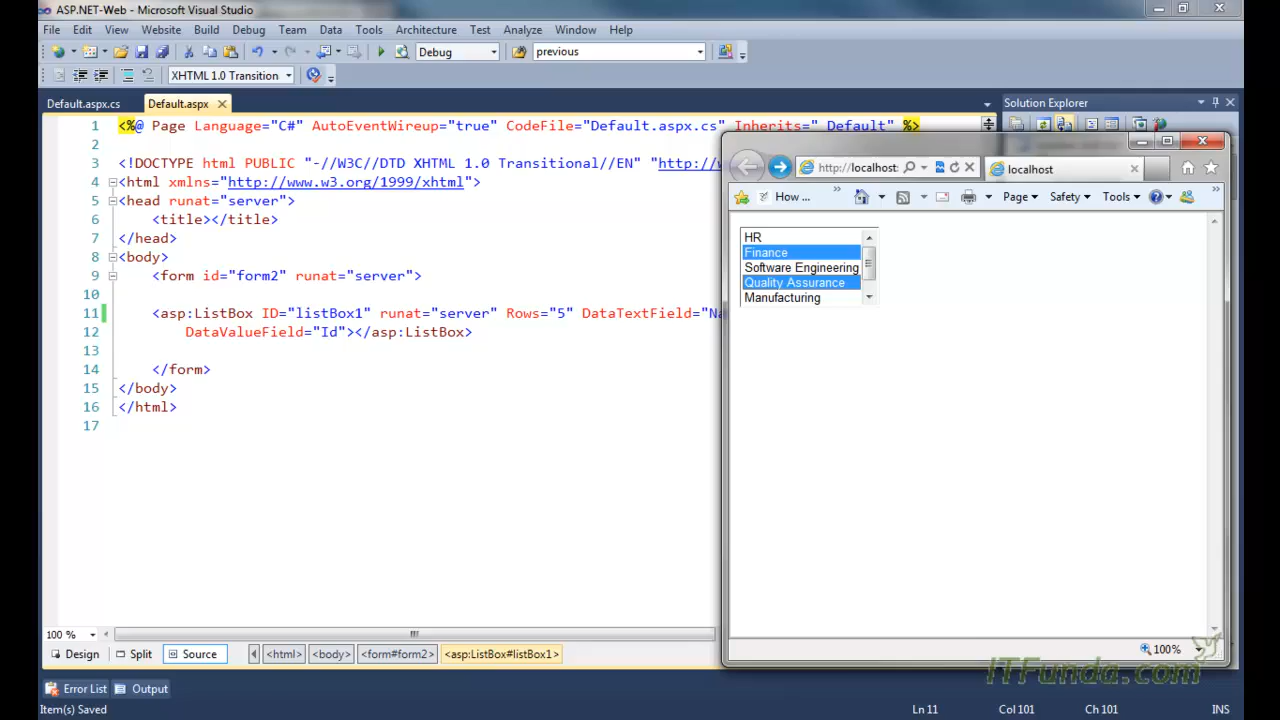 ASP.NET-Web - Microsoft Visual Studio
File Edit View Website Build Debug Team Data Tools Architecture Test Analyze Window Help
Debug previous
XHTML 1.0 Transition
Default.aspx.cs Default.aspx Solution Explorer
1 <%@ Page Language="C#" AutoEventWireup="true" CodeFile="Default.aspx.cs" Inherits="_Default" %>
2
3 <!DOCTYPE html PUBLIC "-//W3C//DTD XHTML 1.0 Transitional//EN" "http://w
4 <html xmlns="http://www.w3.org/1999/xhtml">
5 <head runat="server">
6 <title></title>
7 </head>
8 <body>
9 <form id="form2" runat="server">
10
11 <asp:ListBox ID="listBox1" runat="server" Rows="5" DataTextField="Na
12 DataValueField="Id"></asp:ListBox>
13
14 </form>
15 </body>
16 </html>
17
http://localhost: localhost
How ... Page Safety Tools
HR
Finance
Software Engineering
Quality Assurance
Manufacturing
100%
100 %
Design Split Source <html> <body> <form#form2> <asp:ListBox#listBox1>
ITFunda.com
Error List Output
Item(s) Saved Ln 11 Col 101 Ch 101 INS